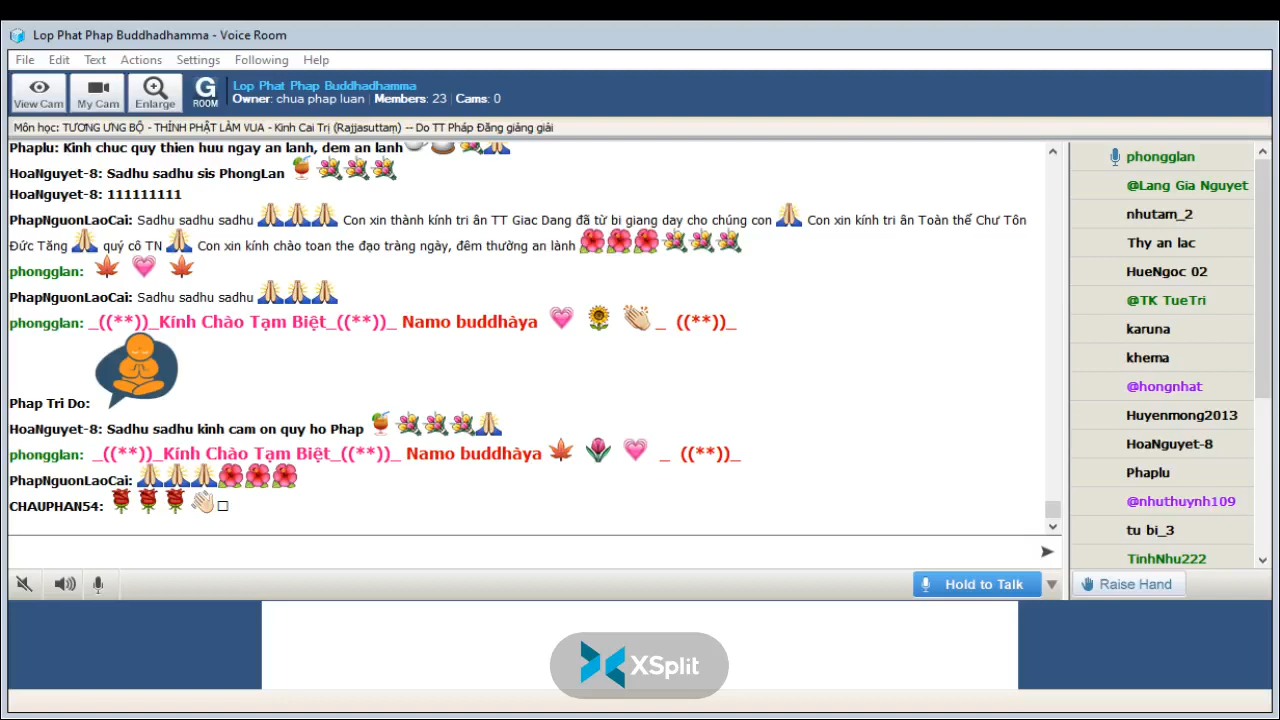 Lop Phat Phap Buddhadhamma - Voice Room
File Edit Text Actions Settings Following Help
View Cam My Cam Enlarge G ROOM
Lop Phat Phap Buddhadhamma
Owner: chua phap luan | Members: 23 | Cams: 0
Môn học: TƯƠNG ƯNG BỘ - THÍNH PHẬT LÀM VUA - Kinh Cai Trị (Rajjasuttaṃ) -- Do TT Pháp Đăng giảng giải
Phaplu: Kinh chuc quy thien huu ngay an lanh, dem an lanh
HoaNguyet-8: Sadhu sadhu sis PhongLan
HoaNguyet-8: 111111111
PhapNguonLaoCai: Sadhu sadhu sadhu Con xin thành kính tri ân TT Giac Dang đã từ bi giang day cho chúng con Con xin kính tri ân Toàn thể Chư Tôn
Đức Tăng quý cô TN Con xin kính chào toan the đạo tràng ngày, đêm thường an lành
phongglan:
PhapNguonLaoCai: Sadhu sadhu sadhu
phongglan: _((**))_Kính Chào Tạm Biệt_((**))_ Namo buddhàya _ ((**))_
Phap Tri Do:
HoaNguyet-8: Sadhu sadhu kinh cam on quy ho Phap
phongglan: _((**))_Kính Chào Tạm Biệt_((**))_ Namo buddhàya _ ((**))_
PhapNguonLaoCai:
CHAUPHAN54:
phongglan
@Lang Gia Nguyet
nhutam_2
Thy an lac
HueNgoc 02
@TK TueTri
karuna
khema
@hongnhat
Huyenmong2013
HoaNguyet-8
Phaplu
@nhuthuynh109
tu bi_3
TinhNhu222
Hold to Talk
Raise Hand
XSplit